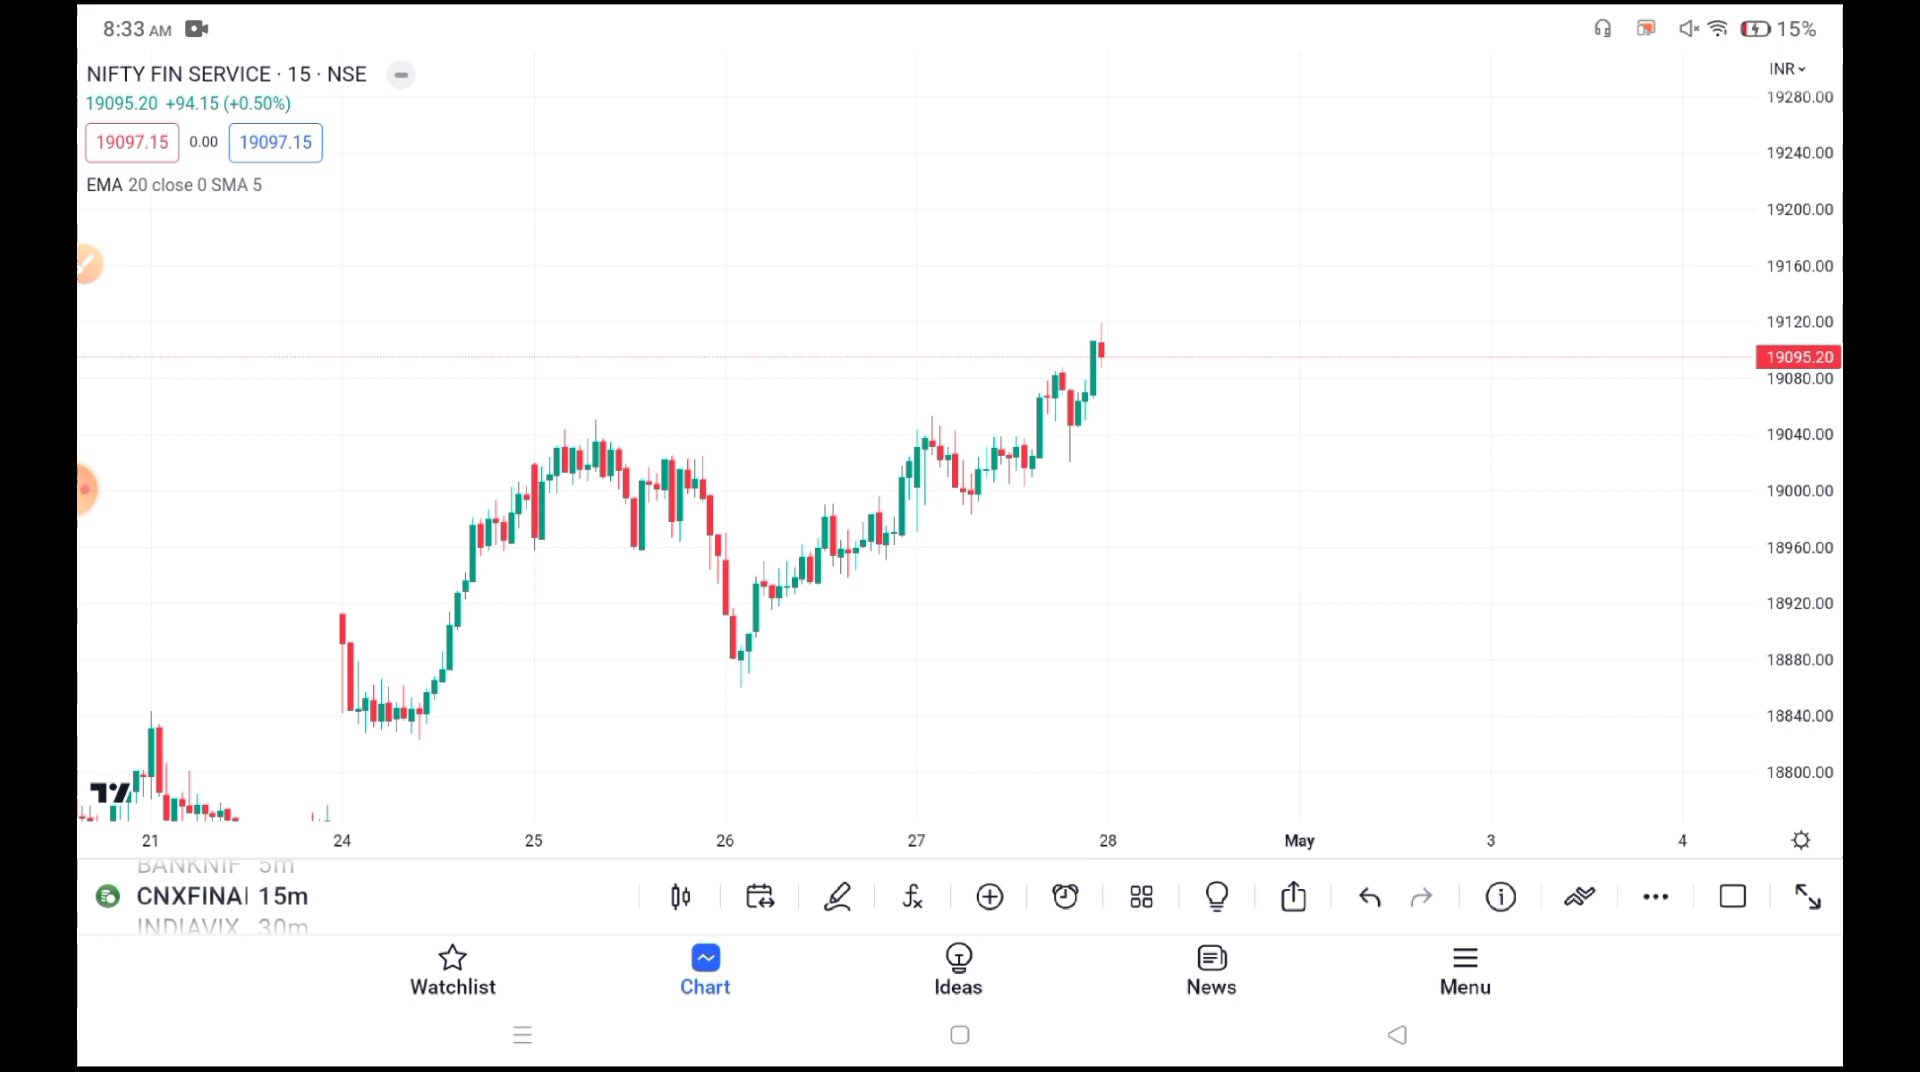 8:33 AM
15%
NIFTY FIN SERVICE · 15 · NSE
INR
19095.20 +94.15 (+0.50%)
19097.15 0.00 19097.15
EMA 20 close 0 SMA 5
19280.00
19240.00
19200.00
19160.00
19120.00
19095.20
19080.00
19040.00
19000.00
18960.00
18920.00
18880.00
18840.00
18800.00
21 24 25 26 27 28 May 3 4
BANKNIF 5m
CNXFINAI 15m
INDIAVIX 30m
Watchlist Chart Ideas News Menu